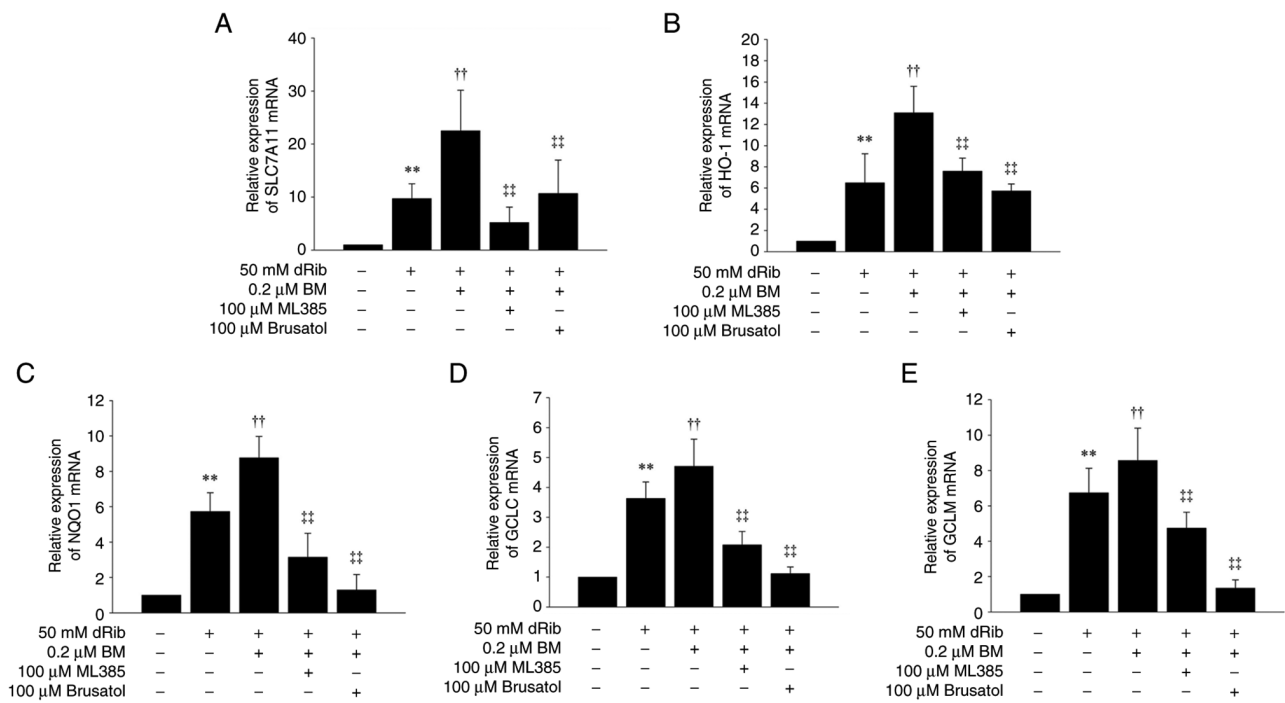 A
Relative expression
of SLC7A11 mRNA
40
30
20
10
0
**
††
‡‡
‡‡
50 mM dRib – + + + +
0.2 µM BM – – + + +
100 µM ML385 – – – + –
100 µM Brusatol – – – – +
B
Relative expression
of HO-1 mRNA
20
18
16
14
12
10
8
6
4
2
0
**
††
‡‡
‡‡
50 mM dRib – + + + +
0.2 µM BM – – + + +
100 µM ML385 – – – + –
100 µM Brusatol – – – – +
C
Relative expression
of NQO1 mRNA
12
10
8
6
4
2
0
**
††
‡‡
‡‡
50 mM dRib – + + + +
0.2 µM BM – – + + +
100 µM ML385 – – – + –
100 µM Brusatol – – – – +
D
Relative expression
of GCLC mRNA
7
6
5
4
3
2
1
0
**
††
‡‡
‡‡
50 mM dRib – + + + +
0.2 µM BM – – + + +
100 µM ML385 – – – + –
100 µM Brusatol – – – – +
E
Relative expression
of GCLM mRNA
12
10
8
6
4
2
0
**
††
‡‡
‡‡
50 mM dRib – + + + +
0.2 µM BM – – + + +
100 µM ML385 – – – + –
100 µM Brusatol – – – – +